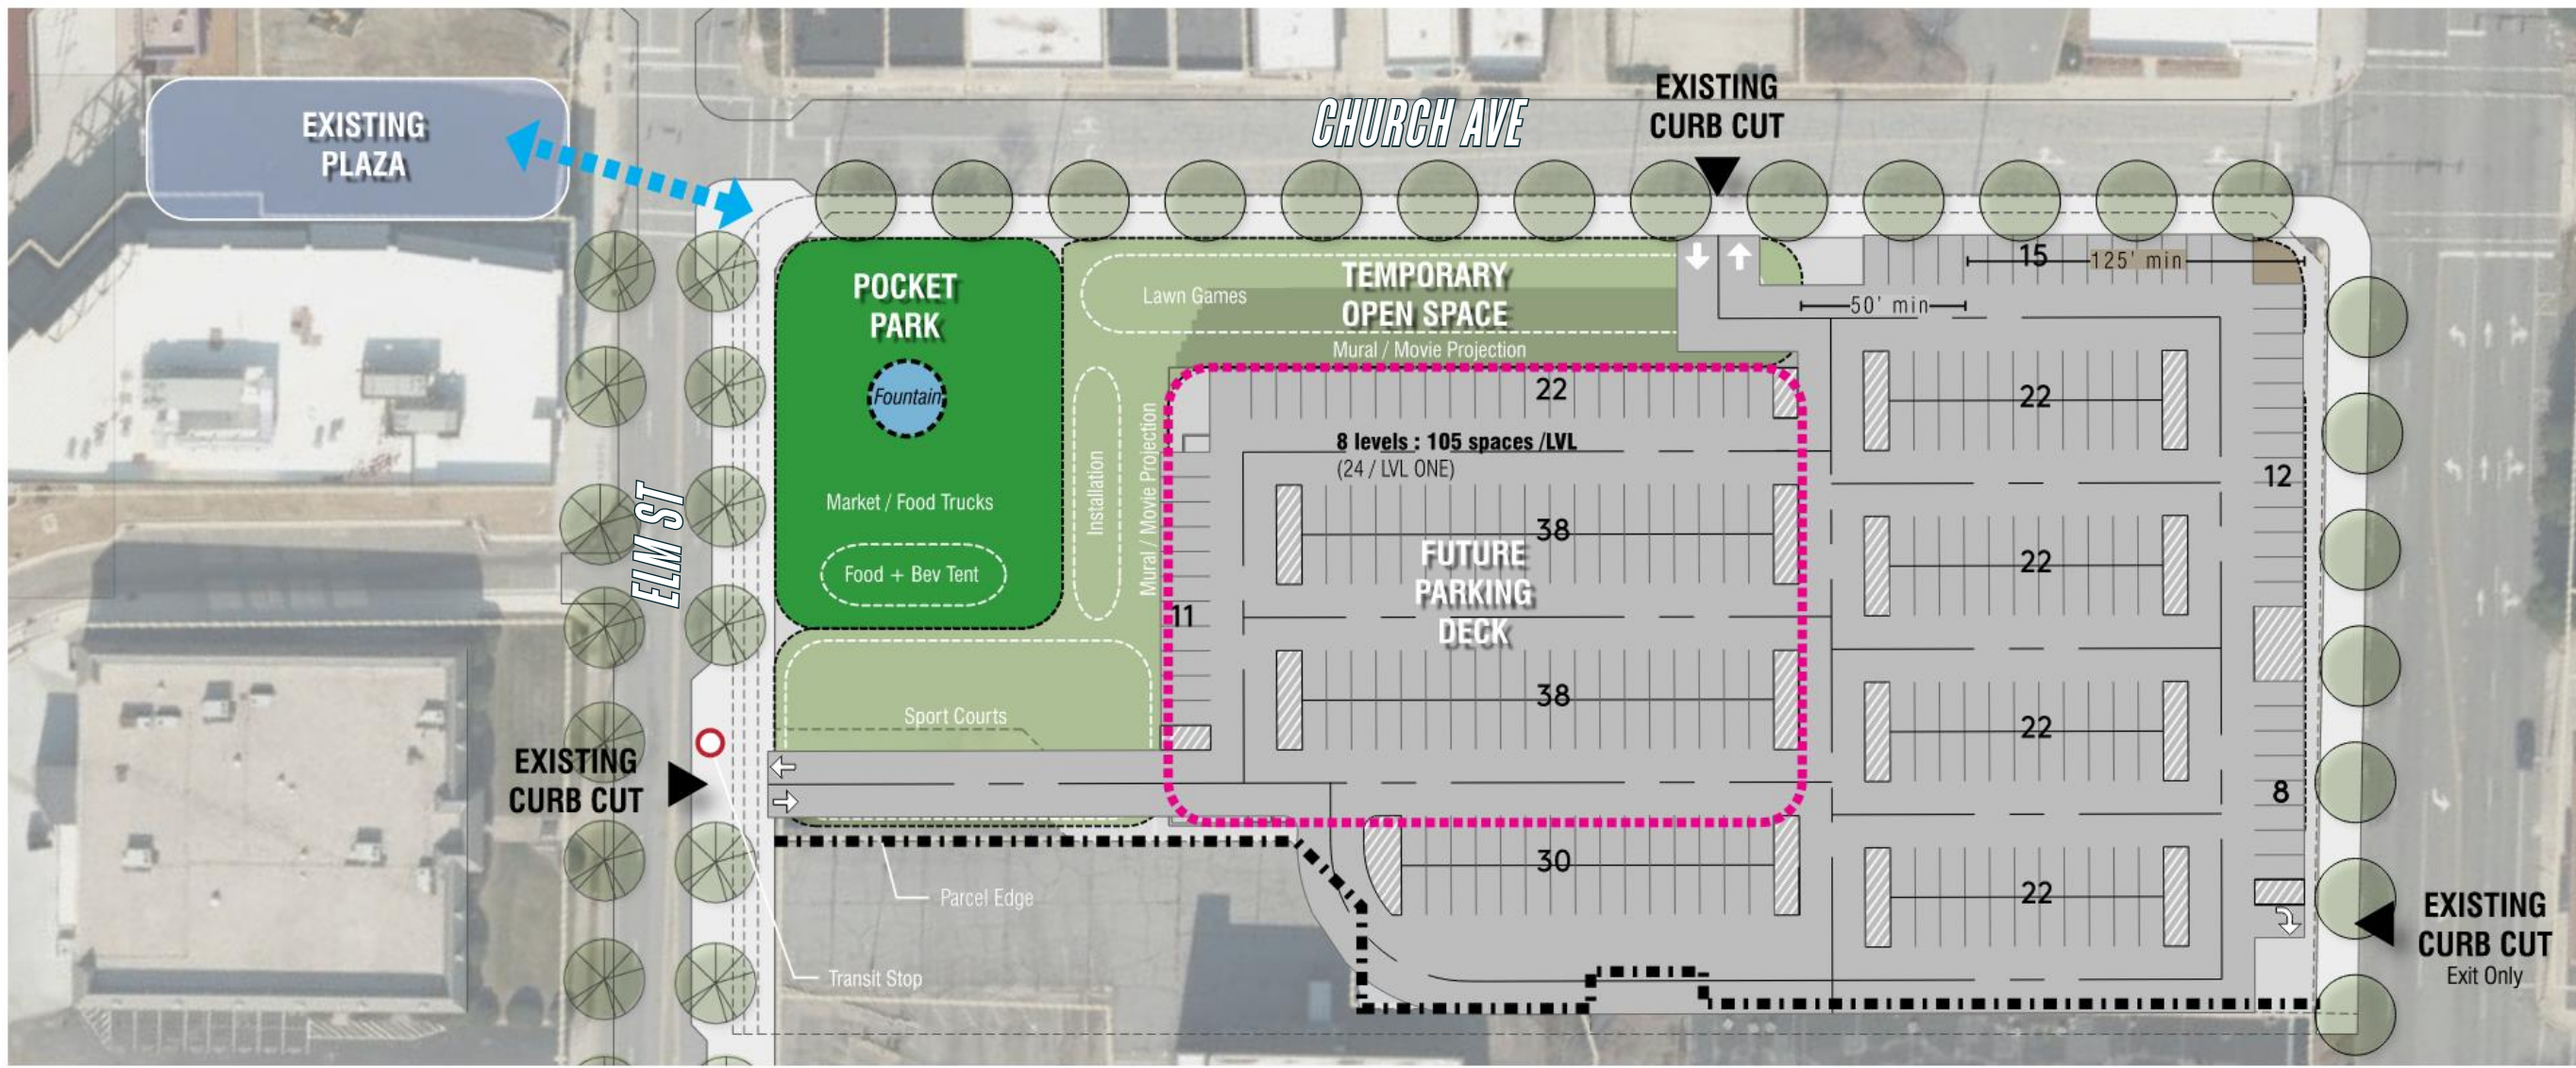 EXISTING
PLAZA
CHURCH AVE
EXISTING
CURB CUT
POCKET
PARK
Fountain
Market / Food Trucks
Food + Bev Tent
Lawn Games
TEMPORARY
OPEN SPACE
Mural / Movie Projection
Installation
Mural / Movie Projection
Sport Courts
ELM ST
15
125' min
50' min
22
8 levels : 105 spaces /LVL
(24 / LVL ONE)
38
FUTURE
PARKING
DECK
11
38
30
22
22
22
22
12
8
EXISTING
CURB CUT
Parcel Edge
Transit Stop
EXISTING
CURB CUT
Exit Only